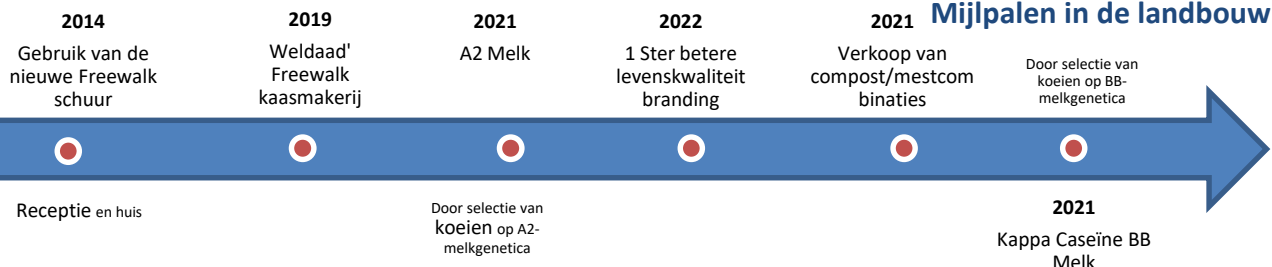 Mijlpalen in de landbouw
2014
Gebruik van de
nieuwe Freewalk
schuur
Receptie en huis
2019
Weldaad'
Freewalk
kaasmakerij
2021
A2 Melk
Door selectie van
koeien op A2-
melkgenetica
2022
1 Ster betere
levenskwaliteit
branding
2021
Verkoop van
compost/mestcom
binaties
Door selectie van
koeien op BB-
melkgenetica
2021
Kappa Caseïne BB
Melk